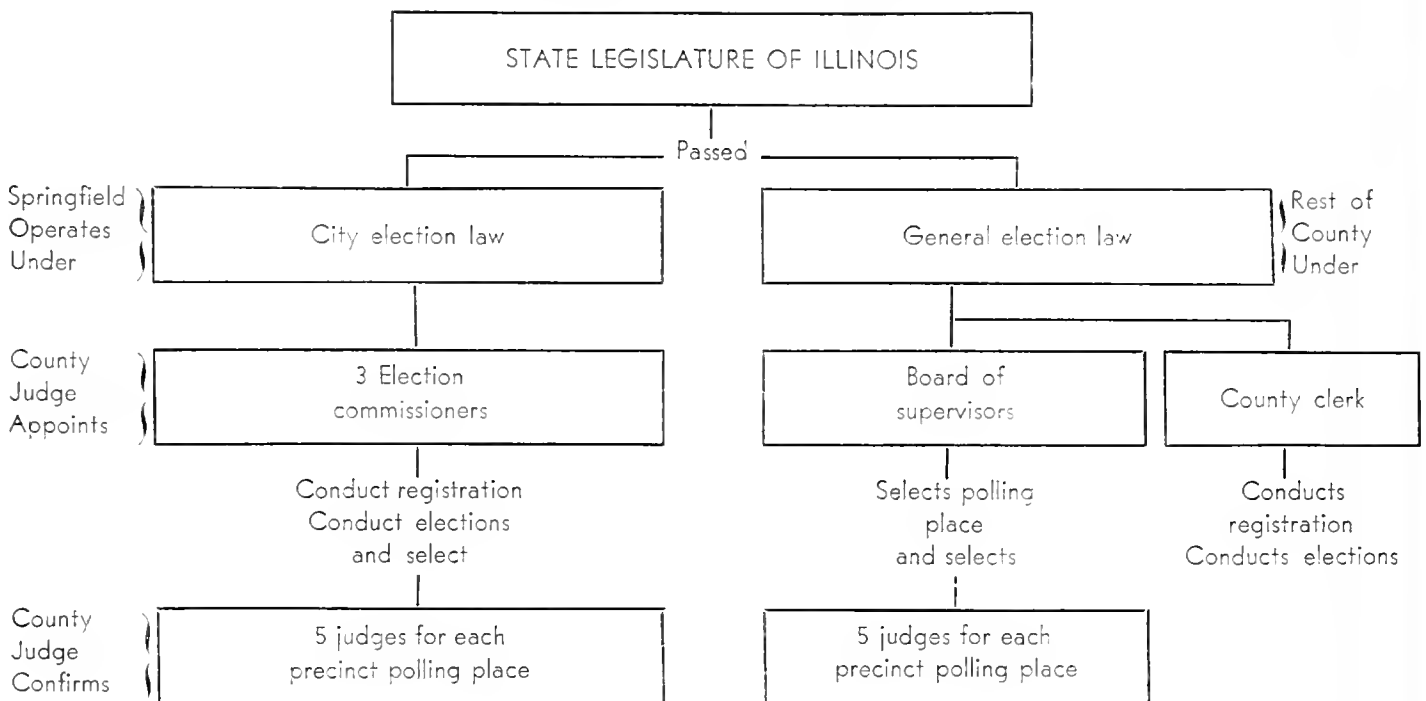 STATE LEGISLATURE OF ILLINOIS
Passed
Springfield
Operates
Under
City election law
General election law
Rest of
County
Under
County
Judge
Appoints
3 Election
commissioners
Board of
supervisors
County clerk
Conduct registration
Conduct elections
and select
Selects polling
place
and selects
Conducts
registration
Conducts elections
County
Judge
Confirms
5 judges for each
precinct polling place
5 judges for each
precinct polling place